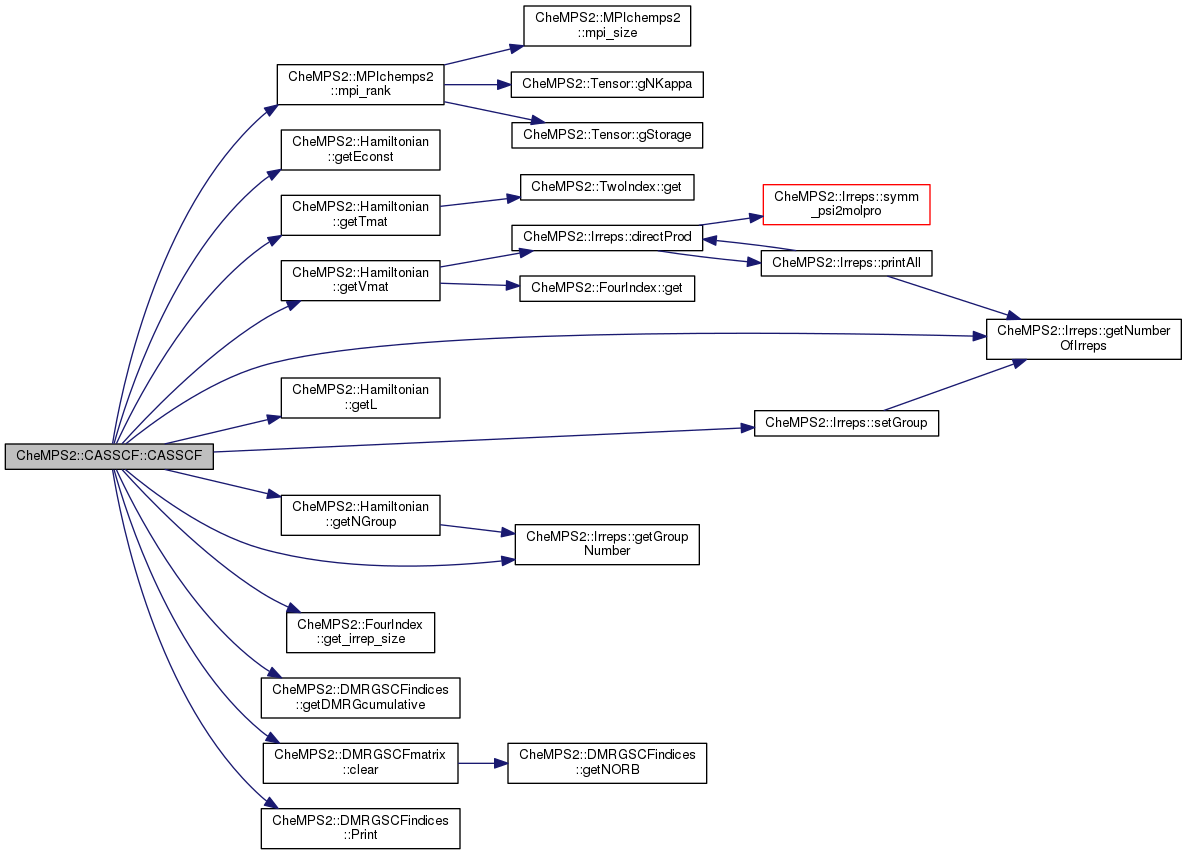 CheMPS2::MPIchemps2
::mpi_size
CheMPS2::MPIchemps2
::mpi_rank
CheMPS2::Tensor::gNKappa
CheMPS2::Tensor::gStorage
CheMPS2::Hamiltonian
::getEconst
CheMPS2::TwoIndex::get
CheMPS2::Irreps::symm
_psi2molpro
CheMPS2::Hamiltonian
::getTmat
CheMPS2::Irreps::directProd
CheMPS2::Irreps::printAll
CheMPS2::Hamiltonian
::getVmat
CheMPS2::FourIndex::get
CheMPS2::Irreps::getNumber
OfIrreps
CheMPS2::Hamiltonian
::getL
CheMPS2::Irreps::setGroup
CheMPS2::CASSCF::CASSCF
CheMPS2::Hamiltonian
::getNGroup
CheMPS2::Irreps::getGroup
Number
CheMPS2::FourIndex
::get_irrep_size
CheMPS2::DMRGSCFindices
::getDMRGcumulative
CheMPS2::DMRGSCFmatrix
::clear
CheMPS2::DMRGSCFindices
::getNORB
CheMPS2::DMRGSCFindices
::Print